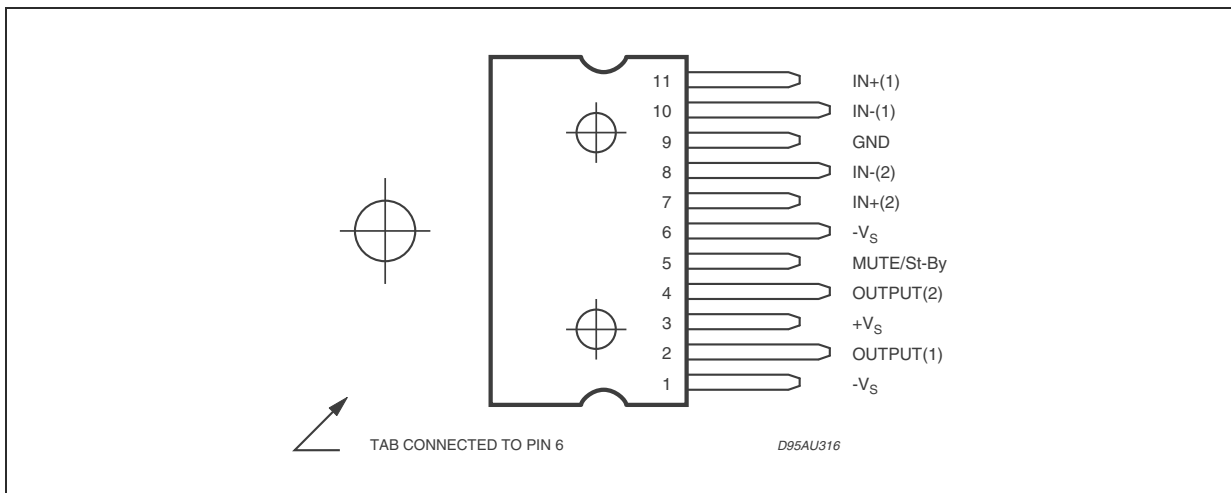 11 IN+(1)
10 IN-(1)
9 GND
8 IN-(2)
7 IN+(2)
6 -VS
5 MUTE/St-By
4 OUTPUT(2)
3 +VS
2 OUTPUT(1)
1 -VS
TAB CONNECTED TO PIN 6 D95AU316